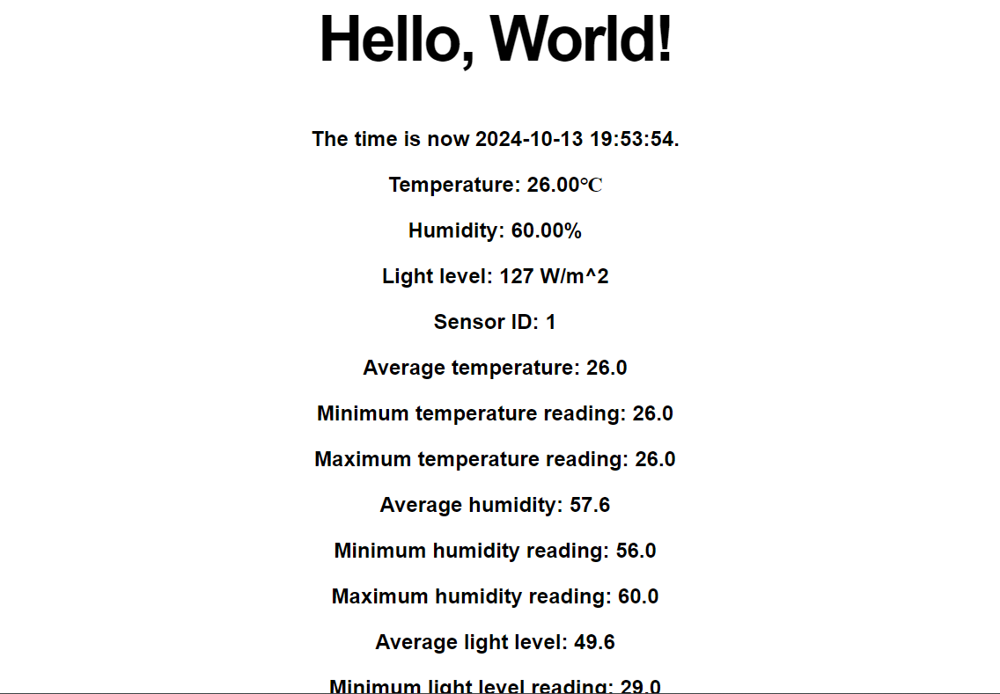 Hello, World!
The time is now 2024-10-13 19:53:54.
Temperature: 26.00℃
Humidity: 60.00%
Light level: 127 W/m^2
Sensor ID: 1
Average temperature: 26.0
Minimum temperature reading: 26.0
Maximum temperature reading: 26.0
Average humidity: 57.6
Minimum humidity reading: 56.0
Maximum humidity reading: 60.0
Average light level: 49.6
Minimum light level reading: 29.0